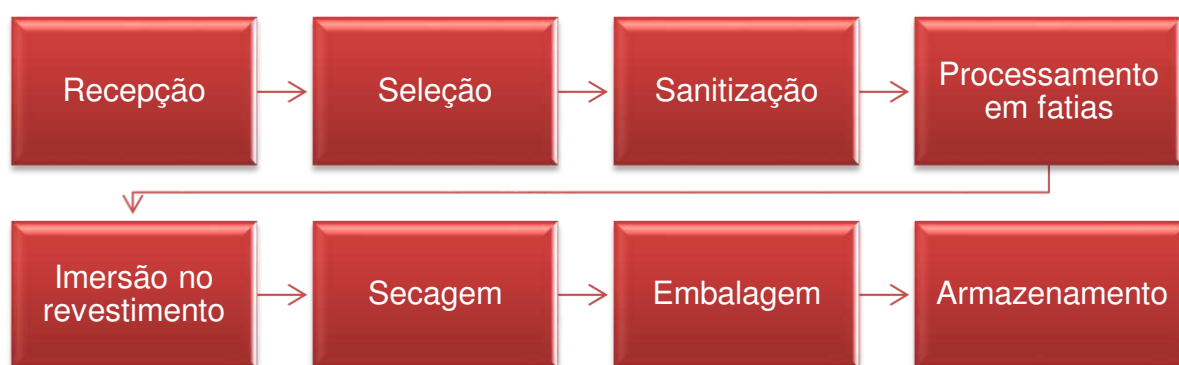 Recepção
Seleção
Sanitização
Processamento
em fatias
Imersão no
revestimento
Secagem
Embalagem
Armazenamento